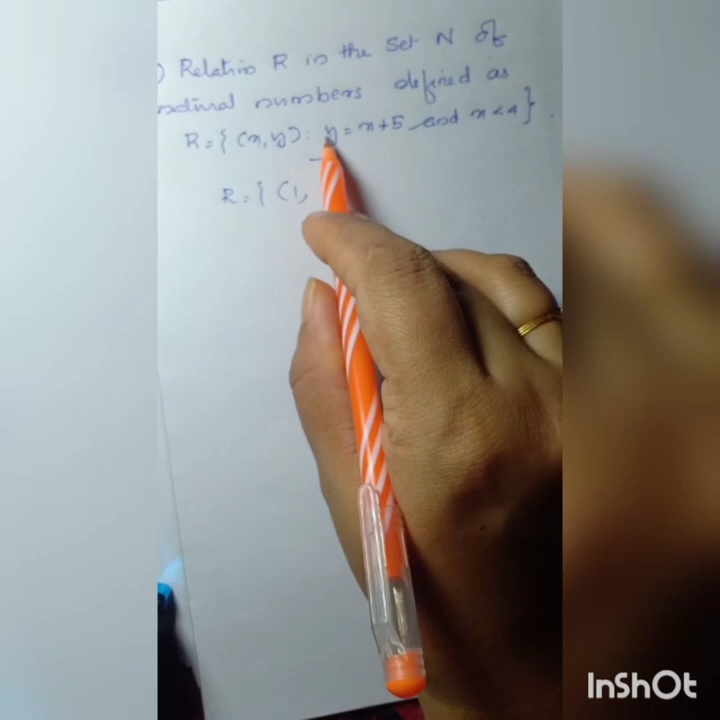 ) Relation R in the set N of
natural numbers defined as
R = { (x, y) : y = x + 5 and x < 4 } .
R = { (1,
InShOt